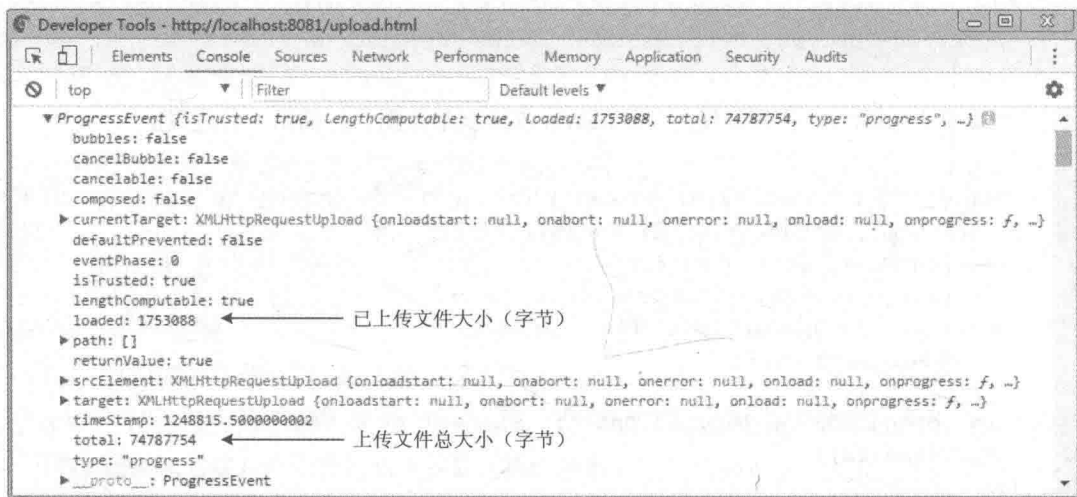 Developer Tools - http://localhost:8081/upload.html
Elements Console Sources Network Performance Memory Application Security Audits
top ▼ Filter Default levels ▼
▼ ProgressEvent {isTrusted: true, lengthComputable: true, loaded: 1753088, total: 74787754, type: "progress", …}
bubbles: false
cancelBubble: false
cancelable: false
composed: false
▶ currentTarget: XMLHttpRequestUpload {onloadstart: null, onabort: null, onerror: null, onload: null, onprogress: ƒ, …}
defaultPrevented: false
eventPhase: 0
isTrusted: true
lengthComputable: true
loaded: 1753088 已上传文件大小（字节）
▶ path: []
returnValue: true
▶ srcElement: XMLHttpRequestUpload {onloadstart: null, onabort: null, onerror: null, onload: null, onprogress: ƒ, …}
▶ target: XMLHttpRequestUpload {onloadstart: null, onabort: null, onerror: null, onload: null, onprogress: ƒ, …}
timeStamp: 1248815.5000000002
total: 74787754 上传文件总大小（字节）
type: "progress"
▶ __proto__: ProgressEvent